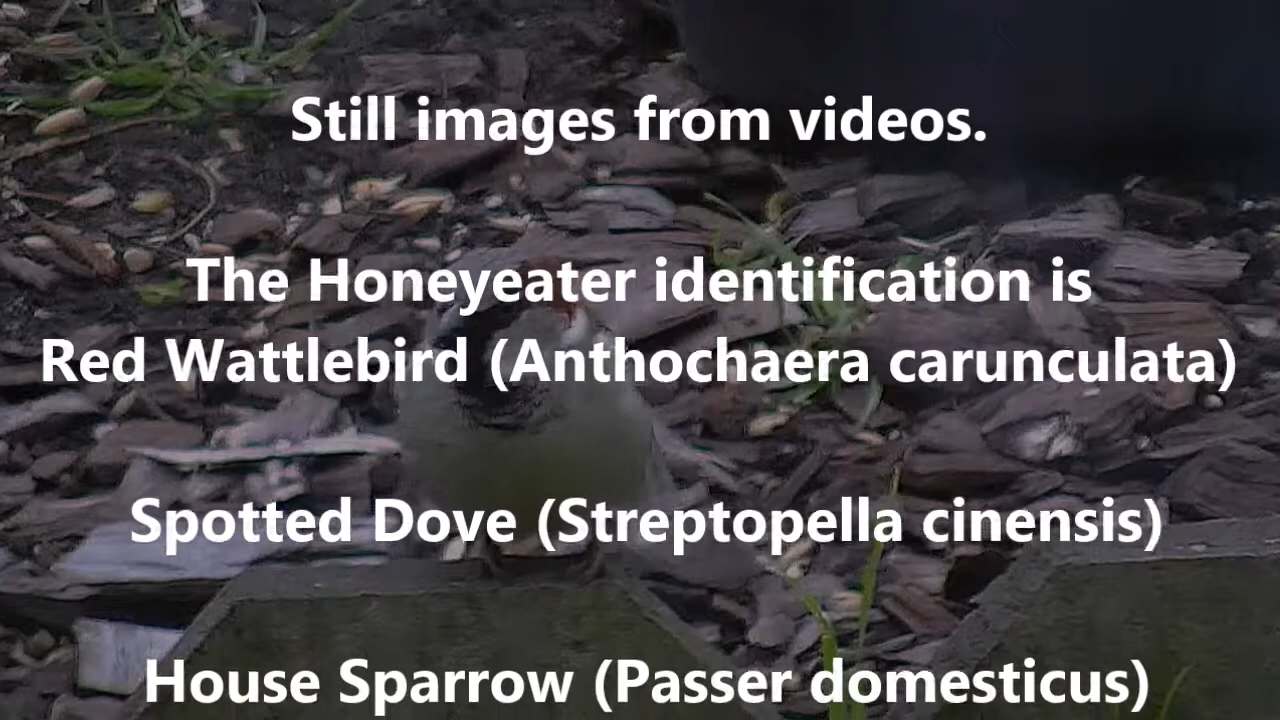 Still images from videos.
The Honeyeater identification is
Red Wattlebird (Anthochaera carunculata)
Spotted Dove (Streptopella cinensis)
House Sparrow (Passer domesticus)